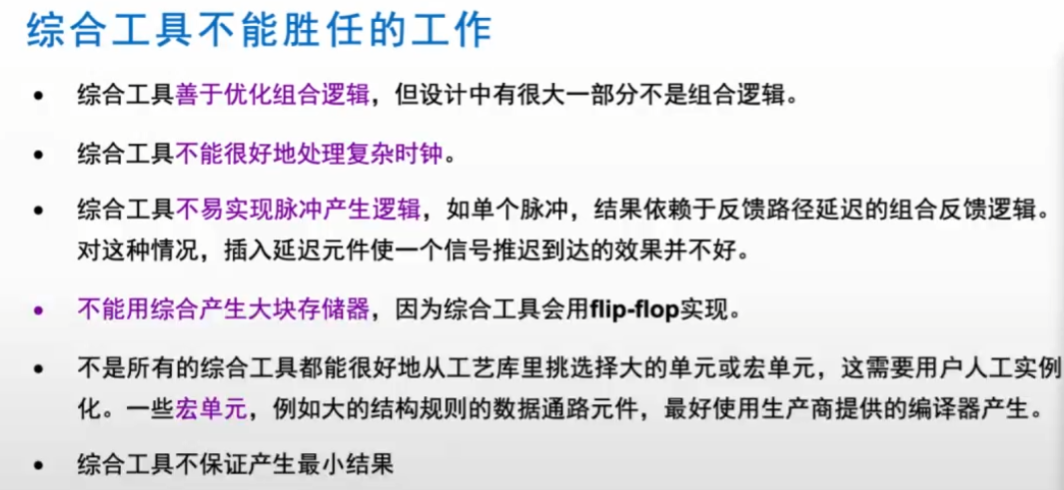 综合工具不能胜任的工作
• 综合工具善于优化组合逻辑，但设计中有很大一部分不是组合逻辑。
• 综合工具不能很好地处理复杂时钟。
• 综合工具不易实现脉冲产生逻辑，如单个脉冲，结果依赖于反馈路径延迟的组合反馈逻辑。
对这种情况，插入延迟元件使一个信号推迟到达的效果并不好。
• 不能用综合产生大块存储器，因为综合工具会用flip-flop实现。
• 不是所有的综合工具都能很好地从工艺库里挑选择大的单元或宏单元，这需要用户人工实例
化。一些宏单元，例如大的结构规则的数据通路元件，最好使用生产商提供的编译器产生。
• 综合工具不保证产生最小结果